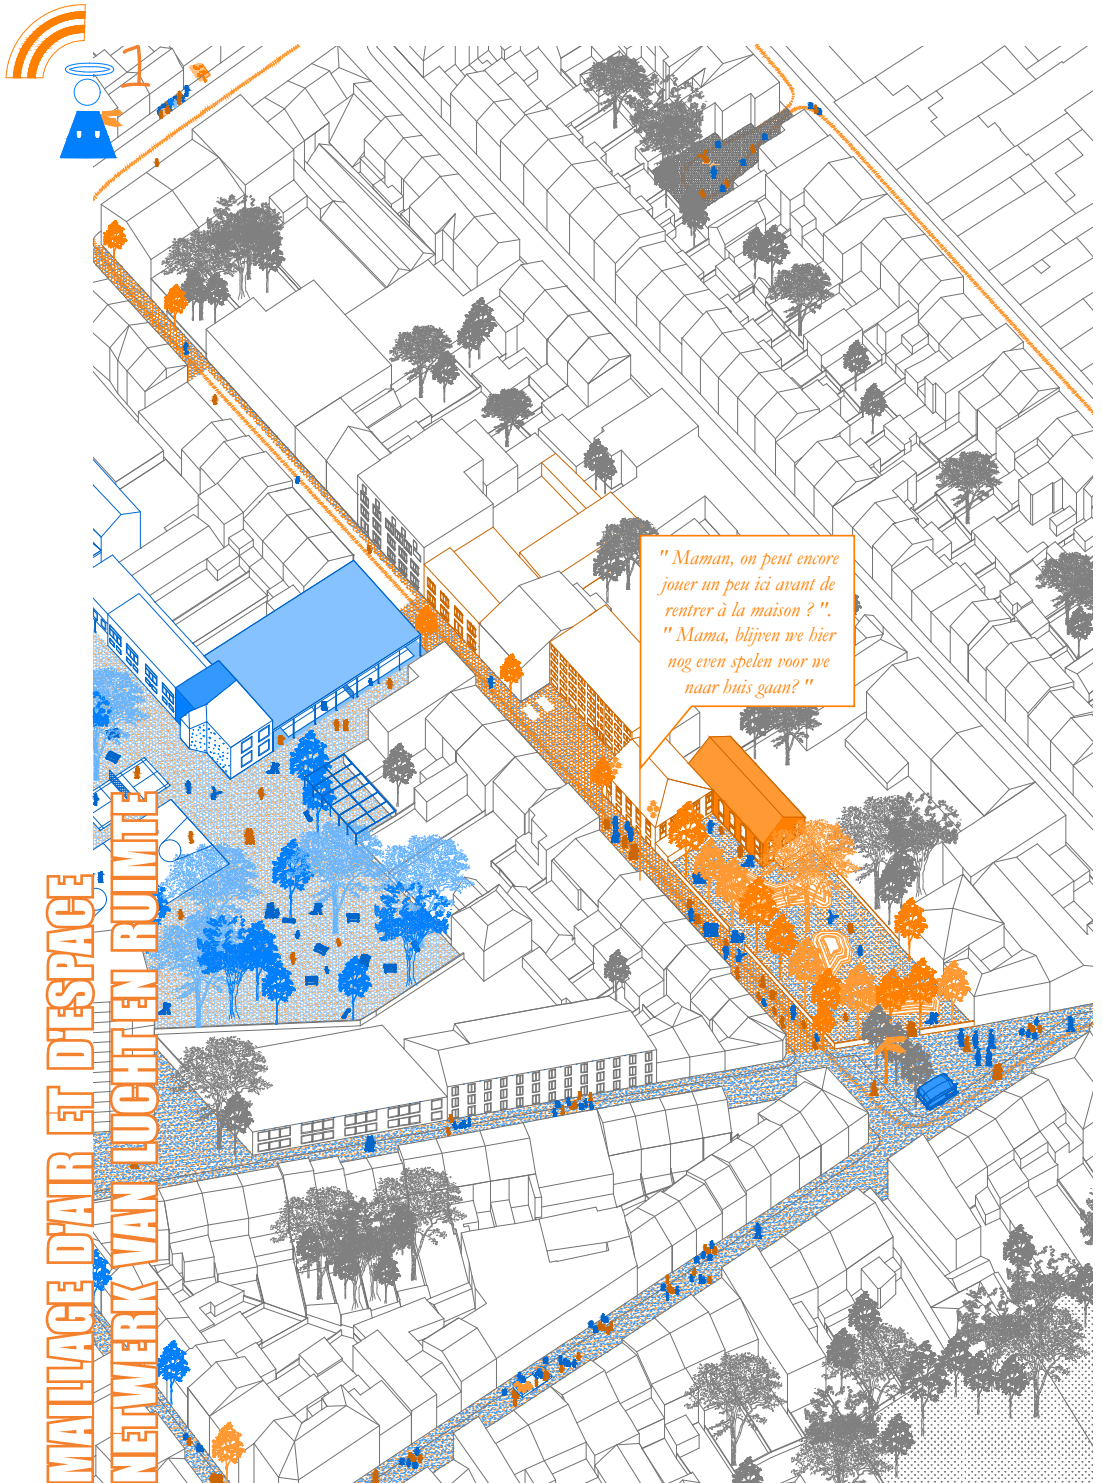 1
" Maman, on peut encore
jouer un peu ici avant de
rentrer à la maison ? ".
" Mama, blijven we hier
nog even spelen voor we
naar huis gaan? "
MAILLAGE D'AIR ET D'ESPACE
NETWERK VAN LUCHT EN RUIMTE